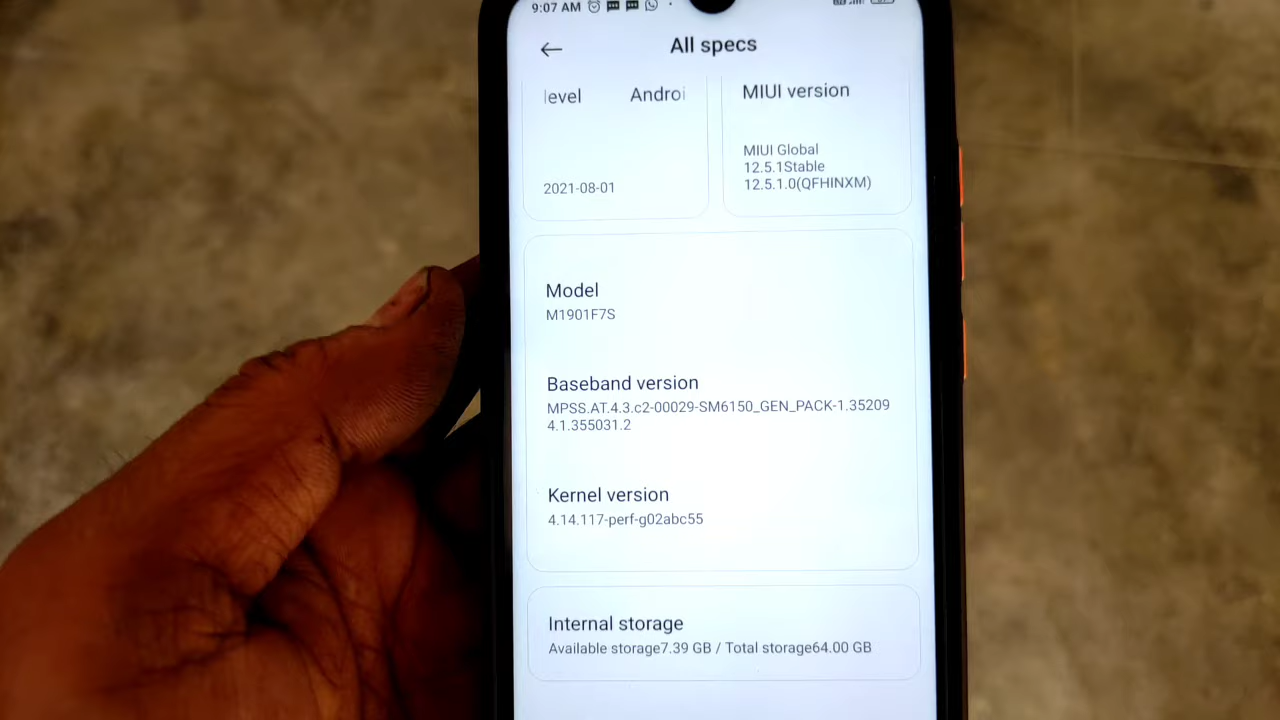 9:07 AM
All specs
level Androi
MIUI version
MIUI Global
12.5.1Stable
12.5.1.0(QFHINXM)
2021-08-01
Model
M1901F7S
Baseband version
MPSS.AT.4.3.c2-00029-SM6150_GEN_PACK-1.35209
4.1.355031.2
Kernel version
4.14.117-perf-g02abc55
Internal storage
Available storage7.39 GB / Total storage64.00 GB